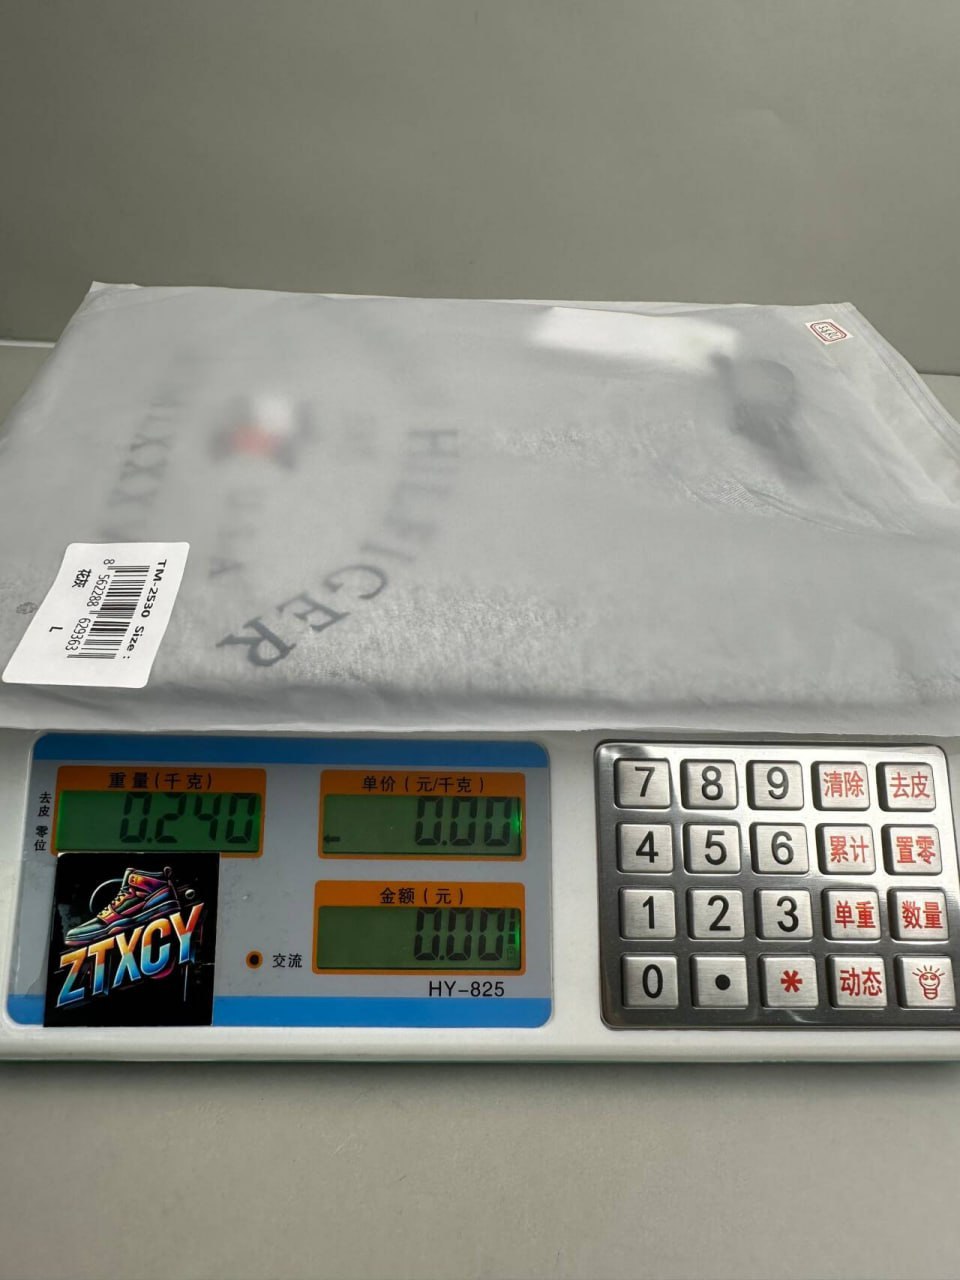 HILFIGER
TM-2530 Size:
8 562288 629363
花灰
L
重量(千克)
0.240
去皮
零位
单价(元/千克)
0.00
金额(元)
0.00
交流
HY-825
ZTXCY
7 8 9 清除 去皮
4 5 6 累计 置零
1 2 3 单重 数量
0 • * 动态